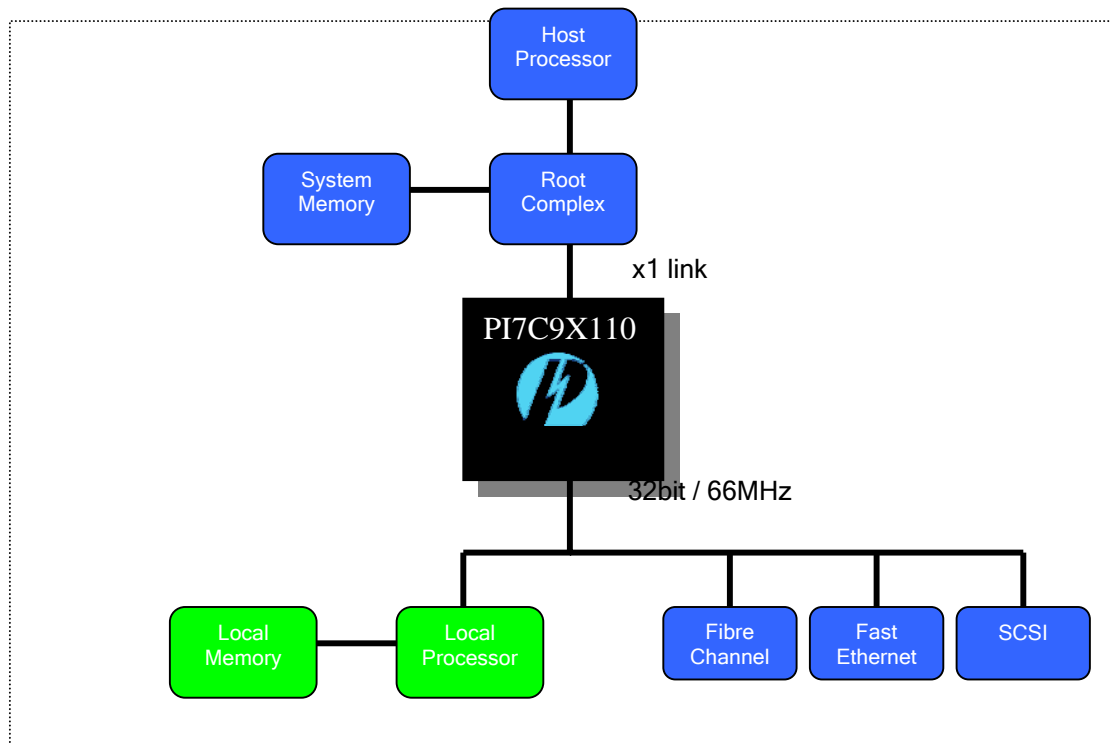 Host
Processor
System
Memory
Root
Complex
x1 link
PI7C9X110
32bit / 66MHz
Local
Memory
Local
Processor
Fibre
Channel
Fast
Ethernet
SCSI